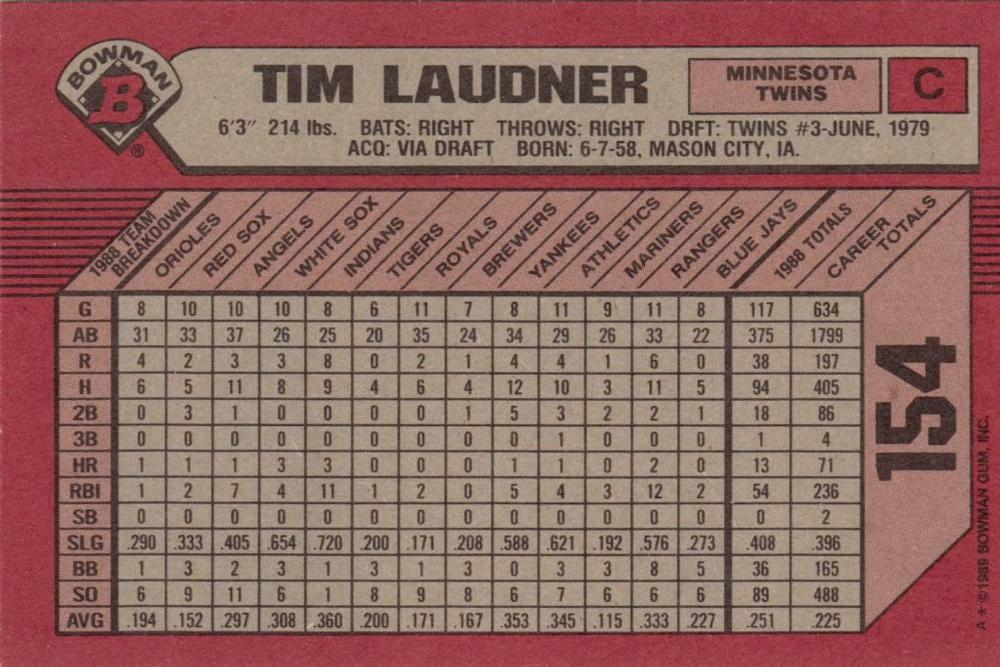 BOWMAN
B
®
TIM LAUDNER
MINNESOTA
TWINS
C
6'3" 214 lbs. BATS: RIGHT THROWS: RIGHT DRFT: TWINS #3-JUNE, 1979
ACQ: VIA DRAFT BORN: 6-7-58, MASON CITY, IA.
1988 TEAM BREAKDOWN ORIOLES RED SOX ANGELS WHITE SOX INDIANS TIGERS ROYALS BREWERS YANKEES ATHLETICS MARINERS RANGERS BLUE JAYS 1988 TOTALS CAREER TOTALS
G 8 10 10 10 8 6 11 7 8 11 9 11 8 117 634
AB 31 33 37 26 25 20 35 24 34 29 26 33 22 375 1799
R 4 2 3 3 8 0 2 1 4 4 1 6 0 38 197
H 6 5 11 8 9 4 6 4 12 10 3 11 5 94 405
2B 0 3 1 0 0 0 0 1 5 3 2 2 1 18 86
3B 0 0 0 0 0 0 0 0 0 1 0 0 0 1 4
HR 1 1 1 3 3 0 0 0 1 1 0 2 0 13 71
RBI 1 2 7 4 11 1 2 0 5 4 3 12 2 54 236
SB 0 0 0 0 0 0 0 0 0 0 0 0 0 0 2
SLG .290 .333 .405 .654 .720 .200 .171 .208 .588 .621 .192 .576 .273 .408 .396
BB 1 3 2 3 1 3 1 3 0 3 3 8 5 36 165
SO 6 9 11 6 1 8 9 8 6 7 6 6 6 89 488
AVG .194 .152 .297 .308 .360 .200 .171 .167 .353 .345 .115 .333 .227 .251 .225
154
A * © 1989 BOWMAN GUM, INC.